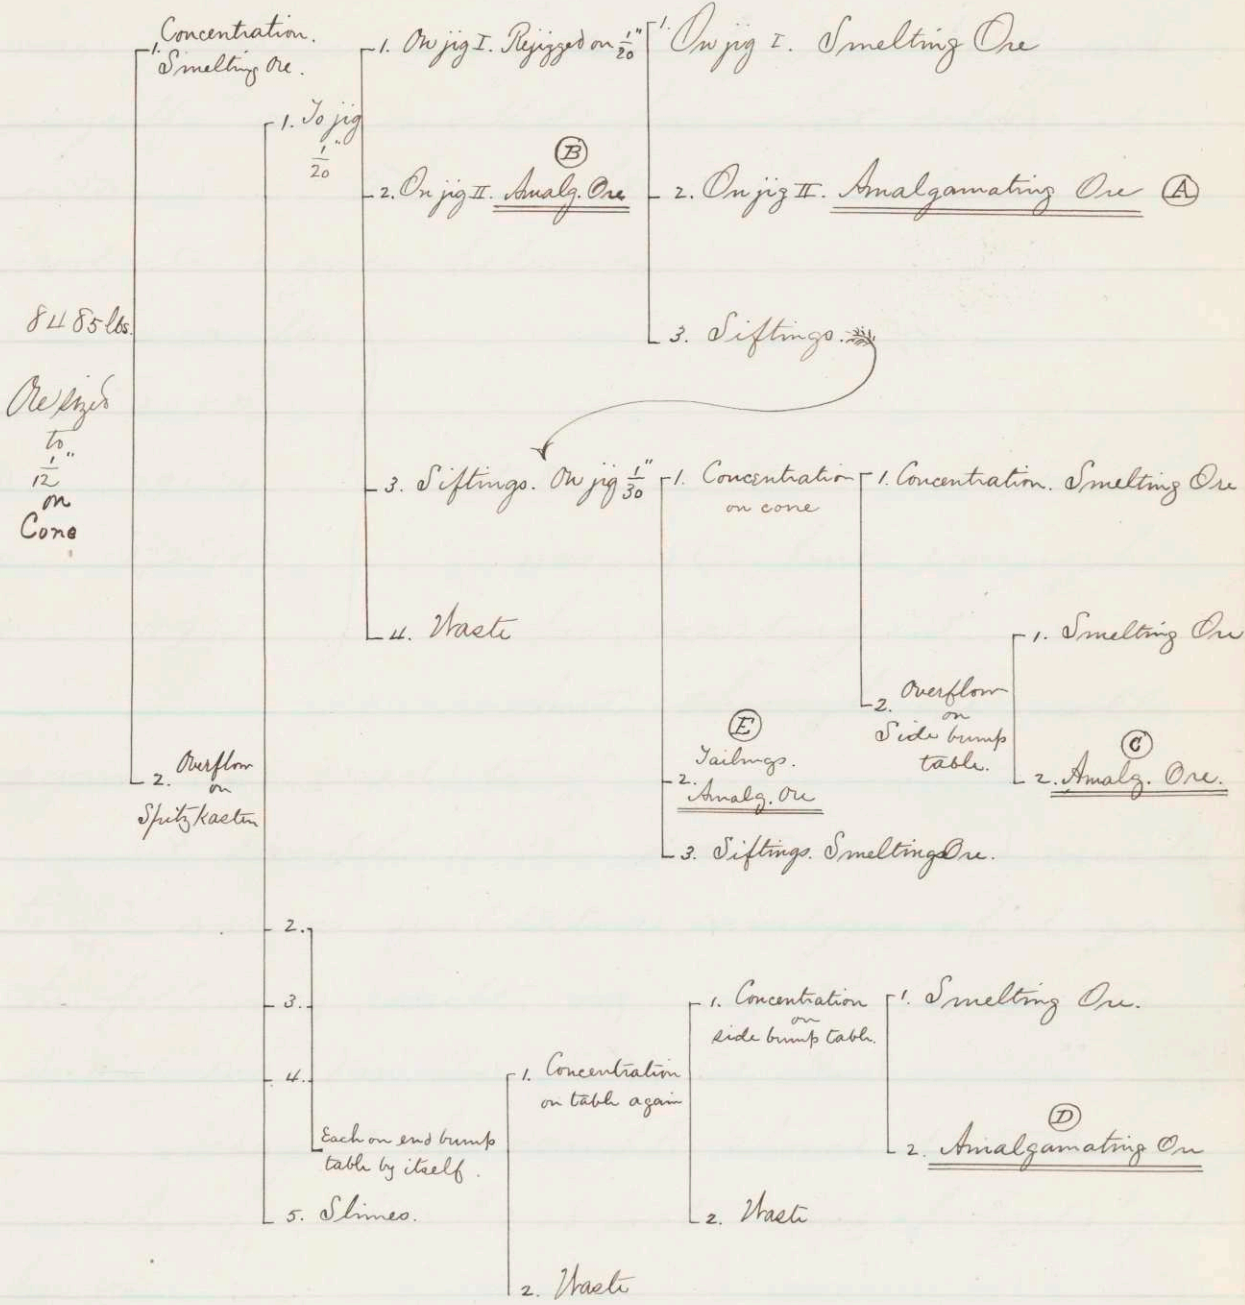 8485 lbs.
Ore sized
to
1/12"
on
Cone
1. Concentration.
Smelting Ore.
2. Overflow
on
Spitzkasten
1. To jig
1/20"
1. On jig I. Rejigged on 1/20"
1. On jig I. Smelting Ore
2. On jig II. Amalgamating Ore (A)
3. Siftings.
(B)
2. On jig II. Amalg. Ore
3. Siftings. On jig 1/30"
1. Concentration
on cone
1. Concentration. Smelting Ore
2. Overflow
on
Side bump
table.
1. Smelting Ore
(C)
2. Amalg. Ore.
(E)
2. Tailings.
Amalg. Ore
3. Siftings. Smelting Ore.
4. Waste
2.
3.
4.
Each on end bump
table by itself.
1. Concentration
on table again
1. Concentration
on
side bump table.
1. Smelting Ore.
(D)
2. Amalgamating Ore
2. Waste
2. Waste
5. Slimes.